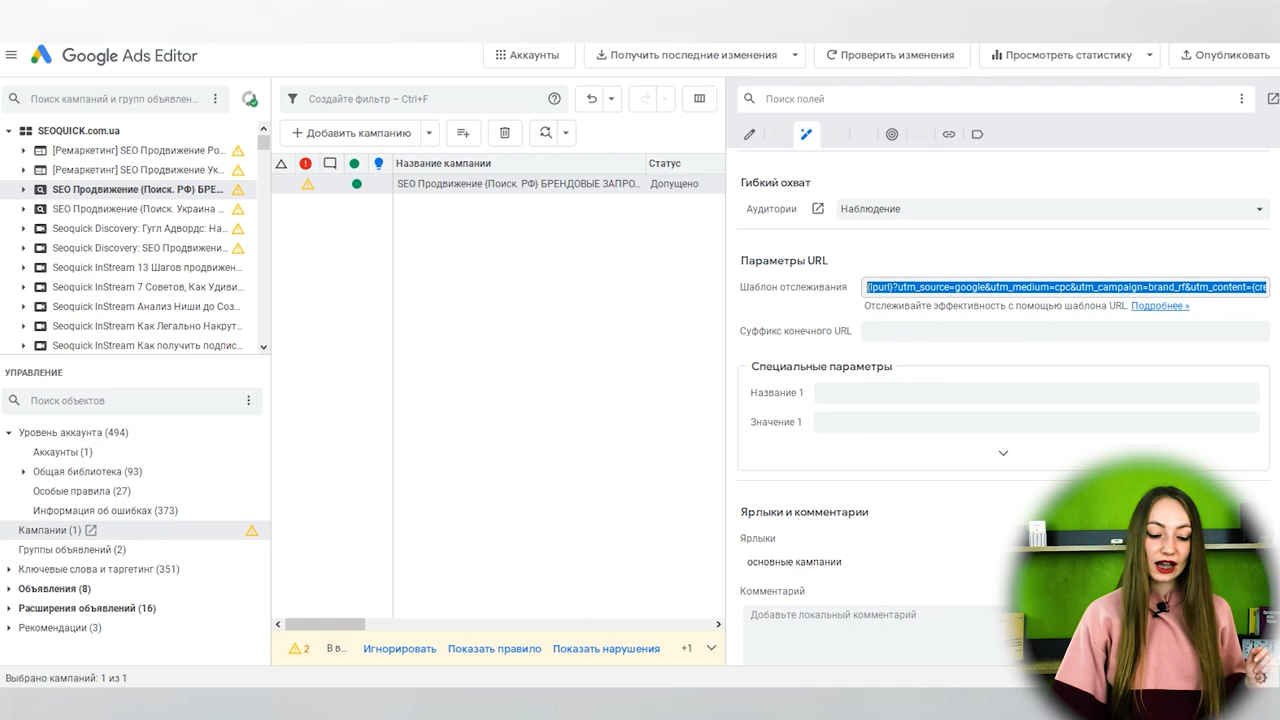 Google Ads Editor
Аккаунты
Получить последние изменения
Проверить изменения
Просмотреть статистику
Опубликовать
Поиск кампаний и групп объявлен...
SEOQUICK.com.ua
[Ремаркетинг] SEO Продвижение Ро...
[Ремаркетинг] SEO Продвижение Ук...
SEO Продвижение {Поиск. РФ} БРЕ...
SEO Продвижение {Поиск. Украина ...
Seoquick Discovery: Гугл Адвордс: На...
Seoquick Discovery: SEO Продвижени...
Seoquick InStream 13 Шагов продвижен...
Seoquick InStream 7 Советов, Как Удиви...
Seoquick InStream Анализ Ниши до Соз...
Seoquick InStream Как Легально Накрут...
Seoquick InStream Как получить подпис...
УПРАВЛЕНИЕ
Поиск объектов
Уровень аккаунта (494)
Аккаунты (1)
Общая библиотека (93)
Особые правила (27)
Информация об ошибках (373)
Кампании (1)
Группы объявлений (2)
Ключевые слова и таргетинг (351)
Объявления (8)
Расширения объявлений (16)
Рекомендации (3)
Выбрано кампаний: 1 из 1
Создайте фильтр – Ctrl+F
Добавить кампанию
Название кампании
Статус
SEO Продвижение {Поиск. РФ} БРЕНДОВЫЕ ЗАПРО...
Допущено
2
В в...
Игнорировать
Показать правило
Показать нарушения
+1
Поиск полей
Гибкий охват
Аудитории
Наблюдение
Параметры URL
Шаблон отслеживания
{lpurl}?utm_source=google&utm_medium=cpc&utm_campaign=brand_rf&utm_content={cre
Отслеживайте эффективность с помощью шаблона URL. Подробнее »
Суффикс конечного URL
Специальные параметры
Название 1
Значение 1
Ярлыки и комментарии
Ярлыки
основные кампании
Комментарий
Добавьте локальный комментарий